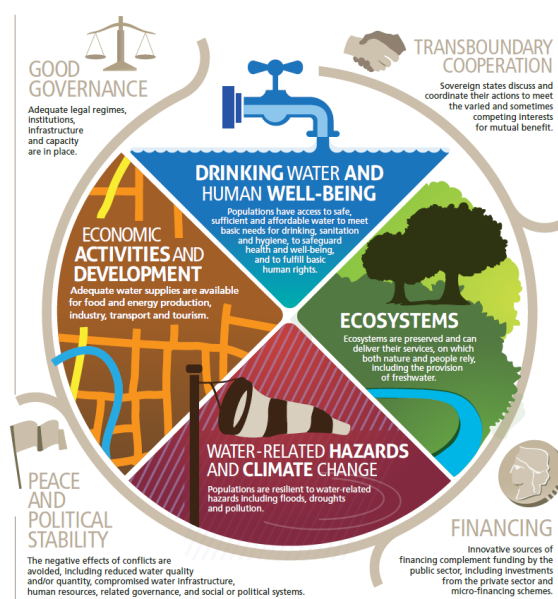 GOOD
GOVERNANCE
Adequate legal regimes,
institutions,
infrastructure
and capacity
are in place.
TRANSBOUNDARY
COOPERATION
Sovereign states discuss and
coordinate their actions to meet
the varied and sometimes
competing interests
for mutual benefit.
DRINKING WATER AND
HUMAN WELL-BEING
Populations have access to safe,
sufficient and affordable water to meet
basic needs for drinking, sanitation
and hygiene, to safeguard
health and well-being,
and to fulfill basic
human rights.
ECONOMIC
ACTIVITIES AND
DEVELOPMENT
Adequate water supplies are available
for food and energy production,
industry, transport and tourism.
ECOSYSTEMS
Ecosystems are preserved and can
deliver their services, on which
both nature and people rely,
including the provision
of freshwater.
WATER-RELATED HAZARDS
AND CLIMATE CHANGE
Populations are resilient to water-related
hazards including floods, droughts
and pollution.
PEACE
AND
POLITICAL
STABILITY
The negative effects of conflicts are
avoided, including reduced water quality
and/or quantity, compromised water infrastructure,
human resources, related governance, and social or political systems.
FINANCING
Innovative sources of
financing complement funding by the
public sector, including investments
from the private sector and
micro-financing schemes.